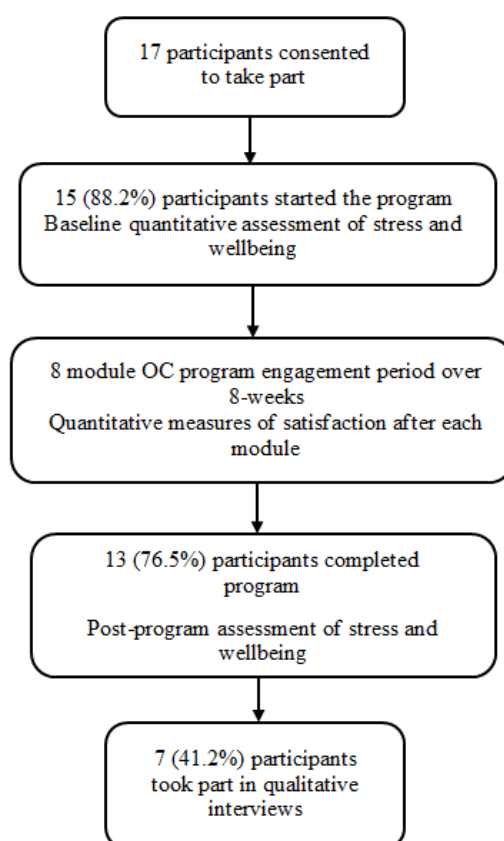 17 participants consented
to take part
15 (88.2%) participants started the program
Baseline quantitative assessment of stress and
wellbeing
8 module OC program engagement period over
8-weeks
Quantitative measures of satisfaction after each
module
13 (76.5%) participants completed
program
Post-program assessment of stress and
wellbeing
7 (41.2%) participants
took part in qualitative
interviews